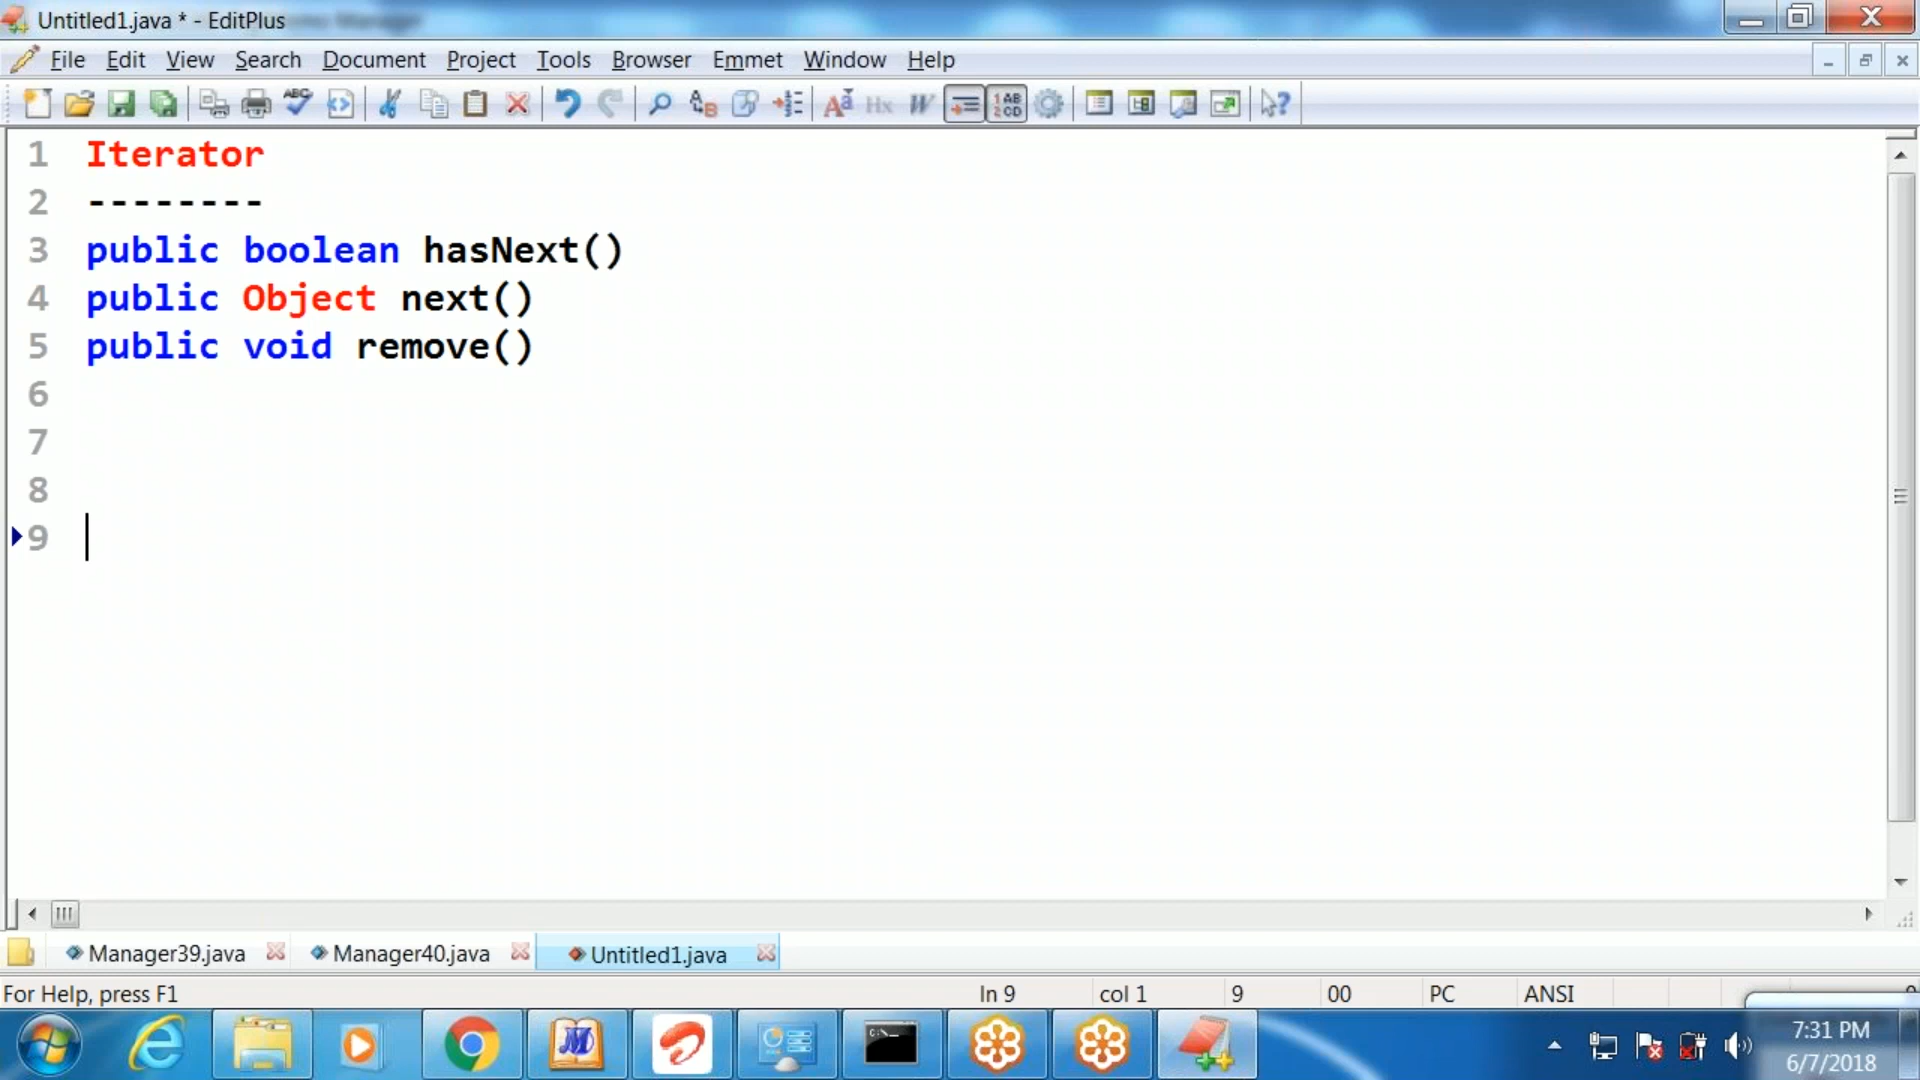 Untitled1.java * - EditPlus
File Edit View Search Document Project Tools Browser Emmet Window Help
1 Iterator
2 --------
3 public boolean hasNext()
4 public Object next()
5 public void remove()
6
7
8
9
Manager39.java Manager40.java Untitled1.java
For Help, press F1 ln 9 col 1 9 00 PC ANSI
7:31 PM
6/7/2018